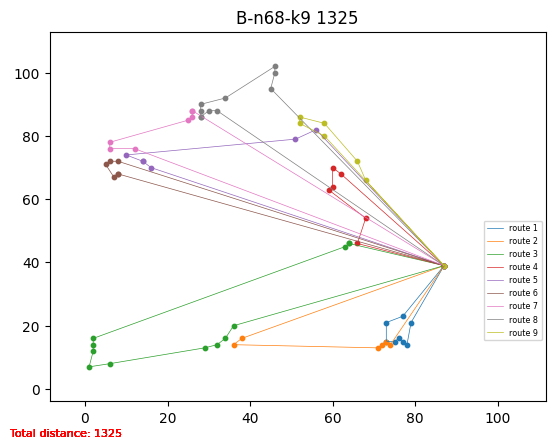 B-n68-k9 1325
100
80
60
40
20
0
0
20
40
60
80
100
route 1
route 2
route 3
route 4
route 5
route 6
route 7
route 8
route 9
Total distance: 1325